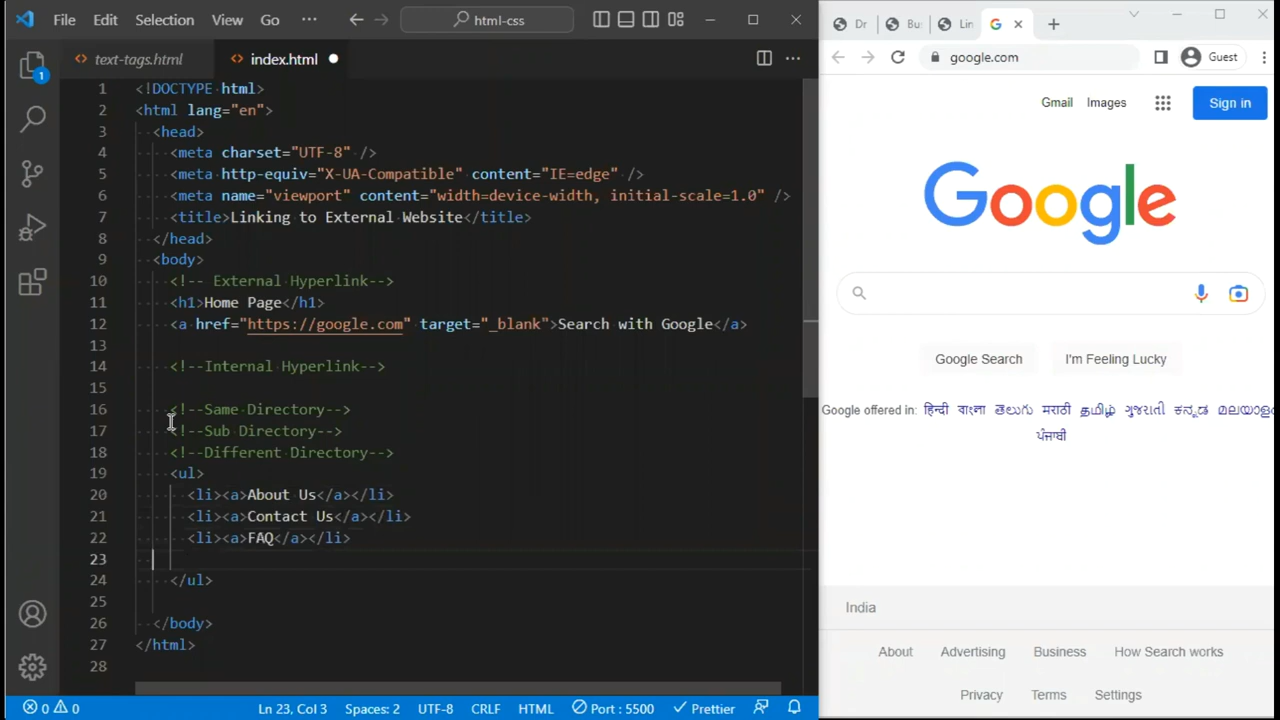 File Edit Selection View Go ··· html-css
text-tags.html index.html
1 <!DOCTYPE html>
2 <html lang="en">
3 <head>
4 <meta charset="UTF-8" />
5 <meta http-equiv="X-UA-Compatible" content="IE=edge" />
6 <meta name="viewport" content="width=device-width, initial-scale=1.0" />
7 <title>Linking to External Website</title>
8 </head>
9 <body>
10 <!-- External Hyperlink-->
11 <h1>Home Page</h1>
12 <a href="https://google.com" target="_blank">Search with Google</a>
13
14 <!--Internal Hyperlink-->
15
16 <!--Same Directory-->
17 <!--Sub Directory-->
18 <!--Different Directory-->
19 <ul>
20 <li><a>About Us</a></li>
21 <li><a>Contact Us</a></li>
22 <li><a>FAQ</a></li>
23
24 </ul>
25
26 </body>
27 </html>
28
1
0 0 Ln 23, Col 3 Spaces: 2 UTF-8 CRLF HTML Port : 5500 Prettier
Dr Bu Lin G
google.com Guest
Gmail Images Sign in
Google
Google Search I'm Feeling Lucky
Google offered in: हिन्दी বাংলা తెలుగు मराठी தமிழ் ગુજરાતી ಕನ್ನಡ മലയാളം
ਪੰਜਾਬੀ
India
About Advertising Business How Search works
Privacy Terms Settings